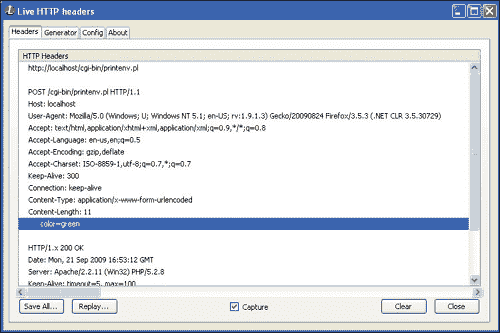 Live HTTP headers
Headers Generator Config About
HTTP Headers
http://localhost/cgi-bin/printenv.pl
POST /cgi-bin/printenv.pl HTTP/1.1
Host: localhost
User-Agent: Mozilla/5.0 (Windows; U; Windows NT 5.1; en-US; rv:1.9.1.3) Gecko/20090824 Firefox/3.5.3 (.NET CLR 3.5.30729)
Accept: text/html,application/xhtml+xml,application/xml;q=0.9,*/*;q=0.8
Accept-Language: en-us,en;q=0.5
Accept-Encoding: gzip,deflate
Accept-Charset: ISO-8859-1,utf-8;q=0.7,*;q=0.7
Keep-Alive: 300
Connection: keep-alive
Content-Type: application/x-www-form-urlencoded
Content-Length: 11
color=green
HTTP/1.x 200 OK
Date: Mon, 21 Sep 2009 16:53:12 GMT
Server: Apache/2.2.11 (Win32) PHP/5.2.8
Keep-Alive: timeout=5, max=100
Save All... Replay... Capture Clear Close